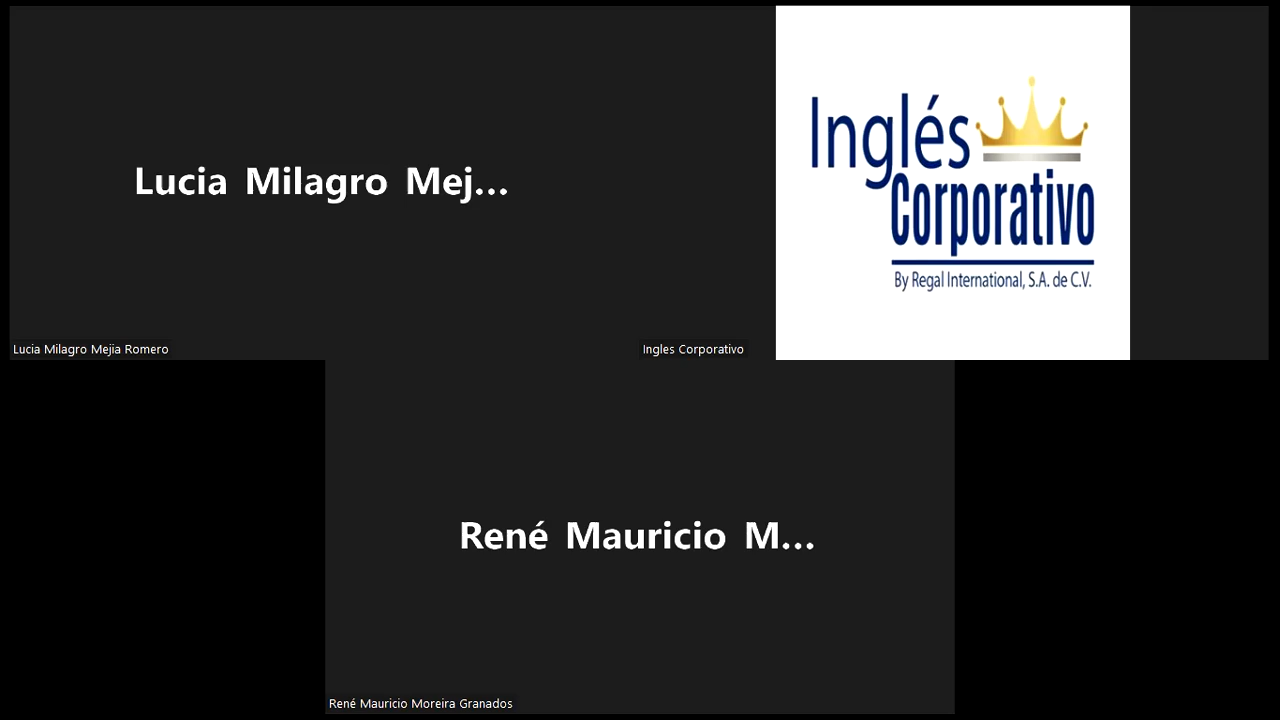 Lucia Milagro Mej...
Lucia Milagro Mejia Romero
Inglés
Corporativo
By Regal International, S.A. de C.V.
Ingles Corporativo
René Mauricio M...
René Mauricio Moreira Granados